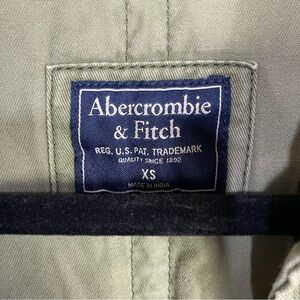 Abercrombie
& Fitch
REG. U.S. PAT. TRADEMARK
QUALITY SINCE 1892
XS
MADE IN INDIA